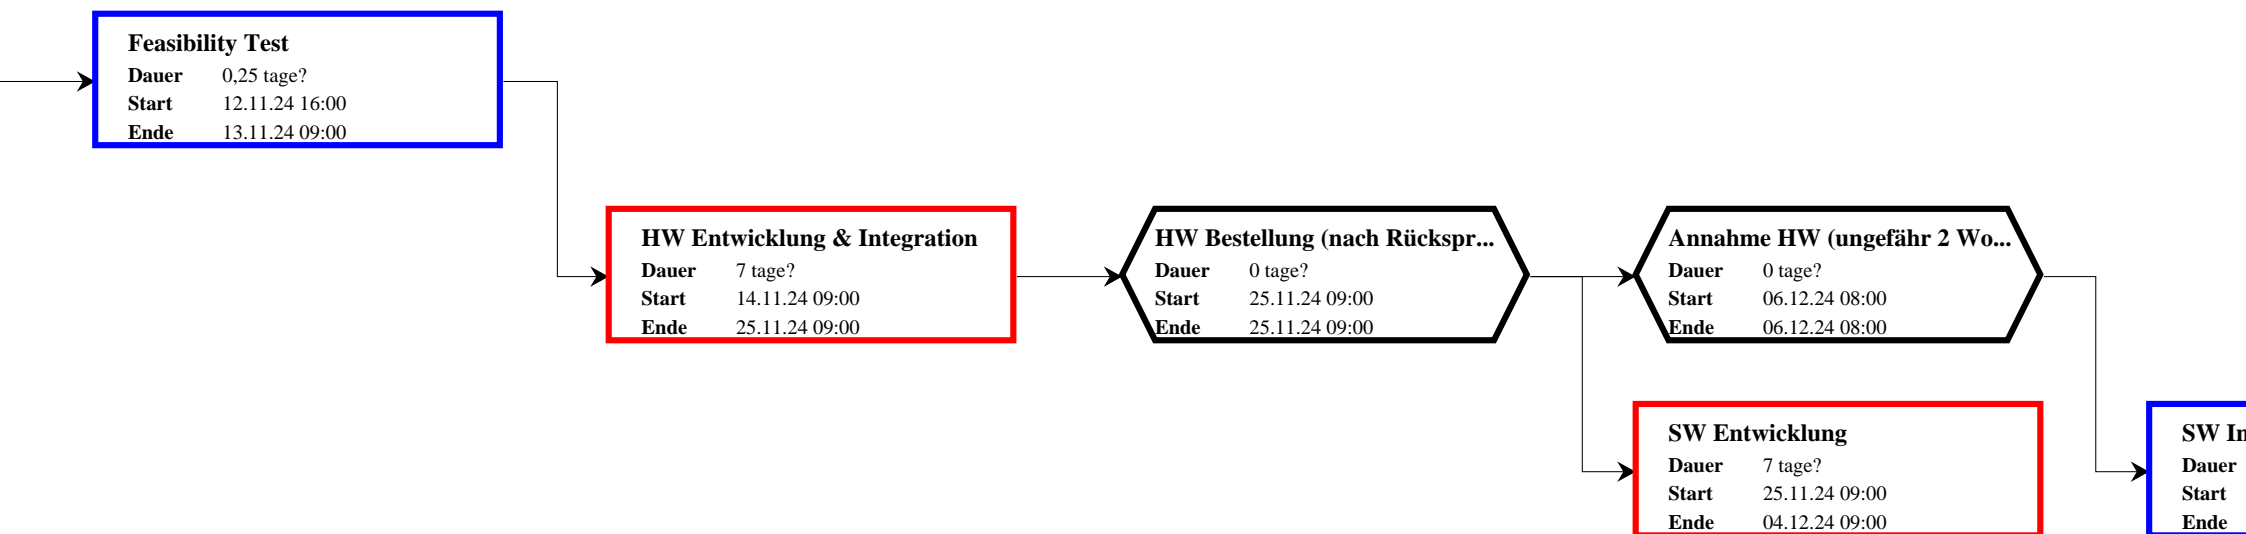 Feasibility Test
Dauer 0,25 tage?
Start 12.11.24 16:00
Ende 13.11.24 09:00
HW Entwicklung & Integration
Dauer 7 tage?
Start 14.11.24 09:00
Ende 25.11.24 09:00
HW Bestellung (nach Rückspr...
Dauer 0 tage?
Start 25.11.24 09:00
Ende 25.11.24 09:00
Annahme HW (ungefähr 2 Wo...
Dauer 0 tage?
Start 06.12.24 08:00
Ende 06.12.24 08:00
SW Entwicklung
Dauer 7 tage?
Start 25.11.24 09:00
Ende 04.12.24 09:00
SW
Dauer
Start
Ende